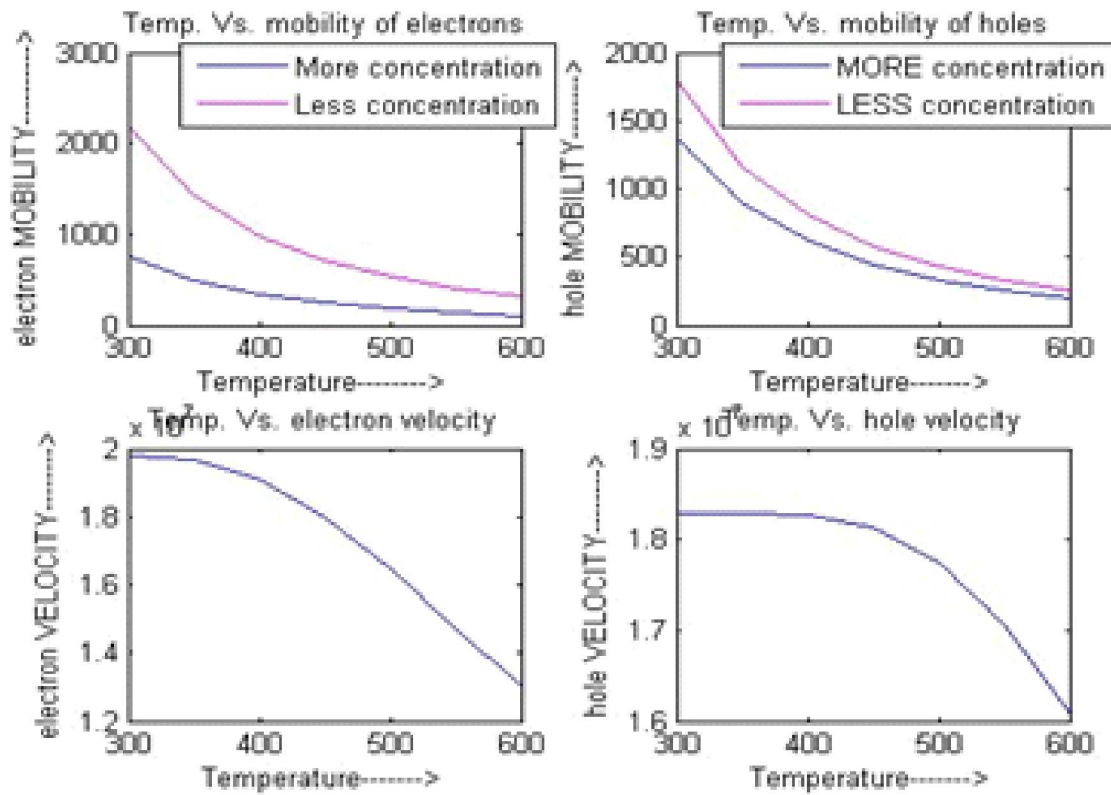 Temp. Vs. mobility of electrons
3000
2000
1000
0
electron MOBILITY--------->
More concentration
Less concentration
300 400 500 600
Temperature-------->
Temp. Vs. mobility of holes
2000
1500
1000
500
0
hole MOBILITY------->
MORE concentration
LESS concentration
300 400 500 600
Temperature------->
Temp. Vs. electron velocity
x 10
2
1.8
1.6
1.4
1.2
electron VELOCITY------->
300 400 500 600
Temperature------->
Temp. Vs. hole velocity
x 10
1.9
1.8
1.7
1.6
hole VELOCITY-------->
300 400 500 600
Temperature------->